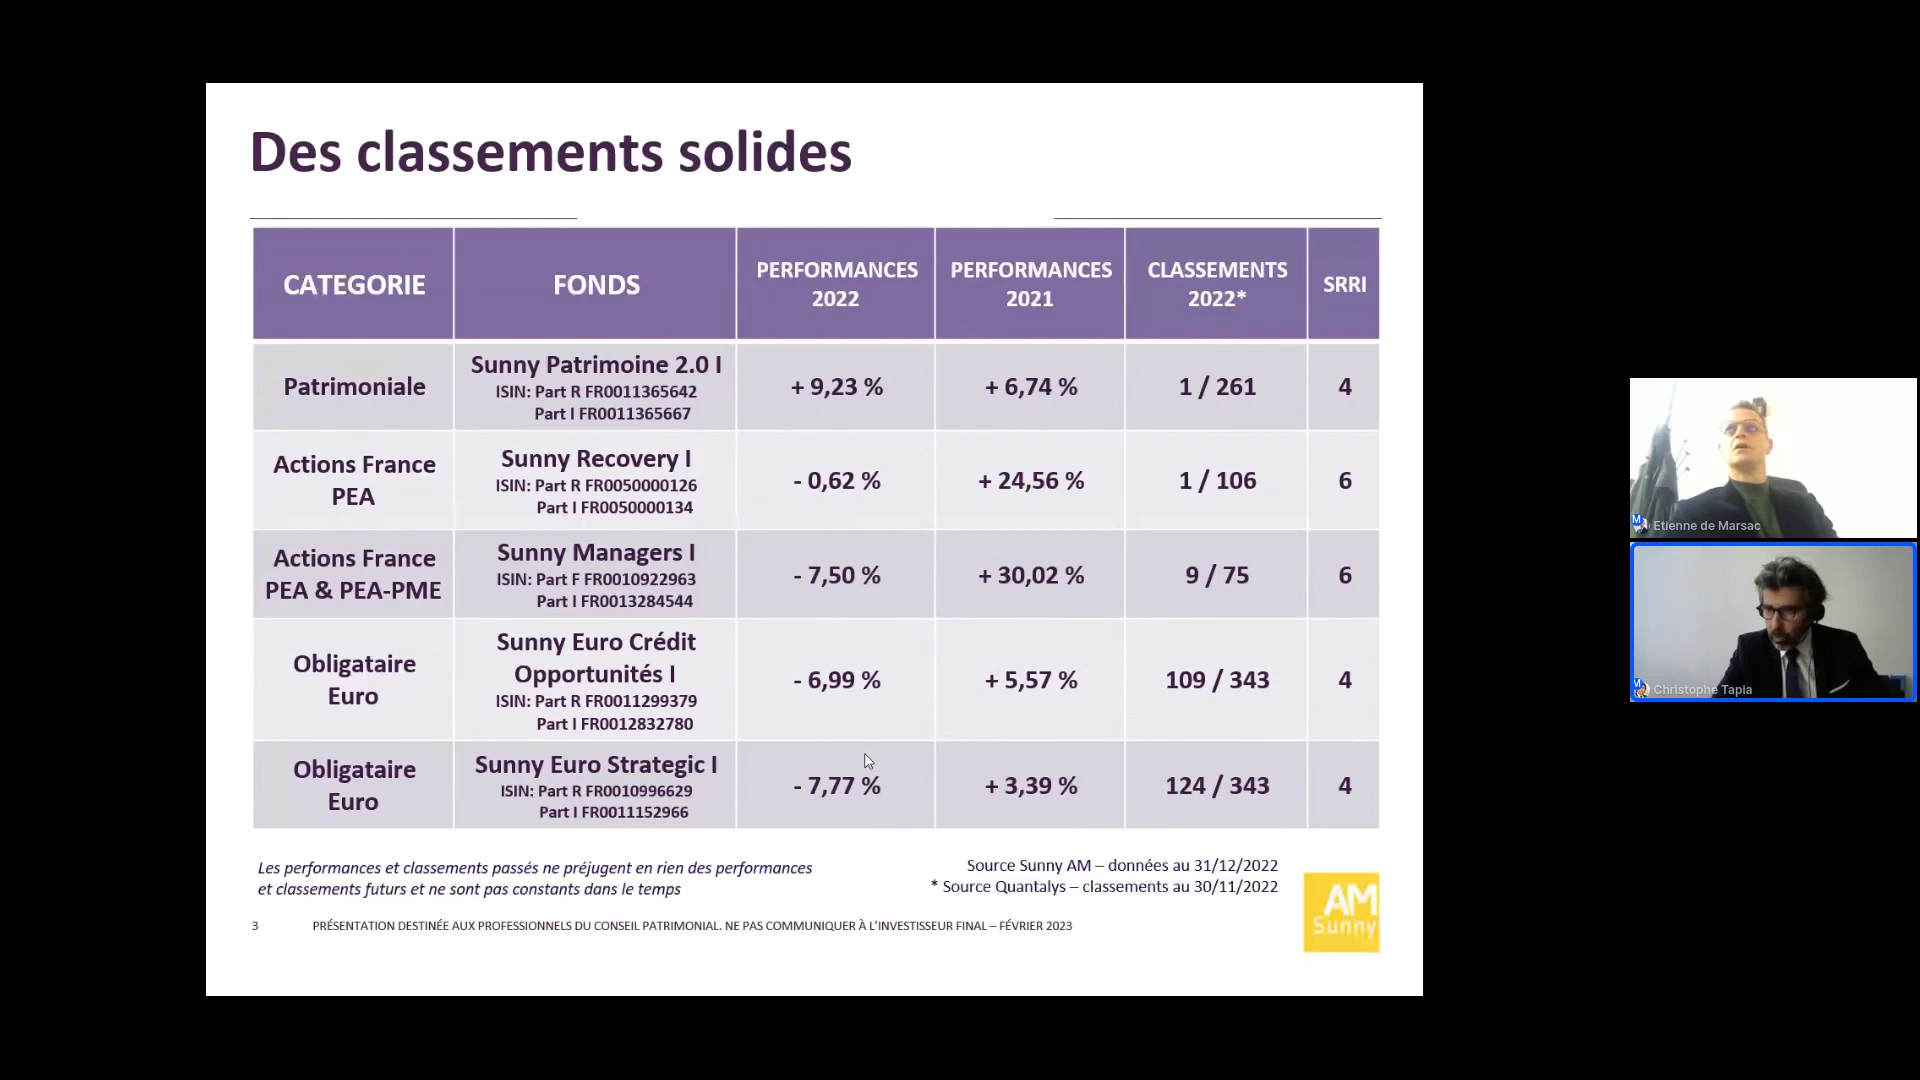 Des classements solides
CATEGORIE
FONDS
PERFORMANCES
2022
PERFORMANCES
2021
CLASSEMENTS
2022*
SRRI
Patrimoniale
Sunny Patrimoine 2.0 I
ISIN: Part R FR0011365642
Part I FR0011365667
+ 9,23 %
+ 6,74 %
1 / 261
4
Actions France
PEA
Sunny Recovery I
ISIN: Part R FR0050000126
Part I FR0050000134
- 0,62 %
+ 24,56 %
1 / 106
6
Actions France
PEA & PEA-PME
Sunny Managers I
ISIN: Part F FR0010922963
Part I FR0013284544
- 7,50 %
+ 30,02 %
9 / 75
6
Obligataire
Euro
Sunny Euro Crédit
Opportunités I
ISIN: Part R FR0011299379
Part I FR0012832780
- 6,99 %
+ 5,57 %
109 / 343
4
Obligataire
Euro
Sunny Euro Strategic I
ISIN: Part R FR0010996629
Part I FR0011152966
- 7,77 %
+ 3,39 %
124 / 343
4
Les performances et classements passés ne préjugent en rien des performances
et classements futurs et ne sont pas constants dans le temps
Source Sunny AM – données au 31/12/2022
* Source Quantalys – classements au 30/11/2022
3
PRÉSENTATION DESTINÉE AUX PROFESSIONNELS DU CONSEIL PATRIMONIAL. NE PAS COMMUNIQUER À L’INVESTISSEUR FINAL – FÉVRIER 2023
AM
Sunny
M
Etienne de Marsac
M
Christophe Tapia